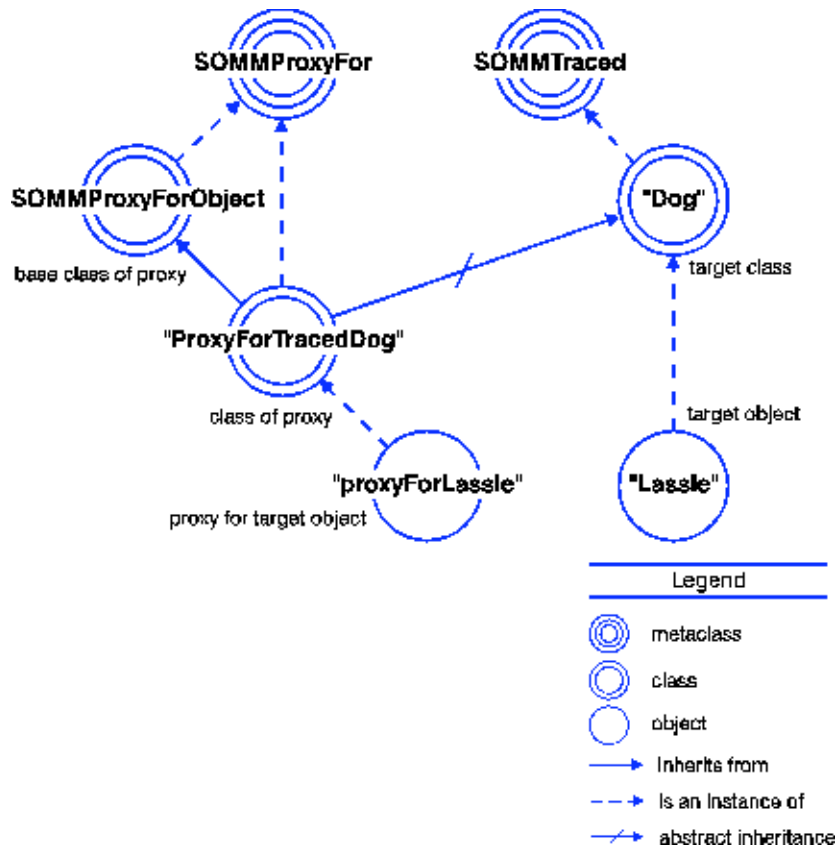 SOMMProxyFor
SOMMTraced
SOMMProxyForObject
"Dog"
base class of proxy
target class
"ProxyForTracedDog"
class of proxy
target object
"proxyForLassie"
"Lassie"
proxy for target object
Legend
metaclass
class
object
Inherits from
Is an Instance of
abstract inheritance